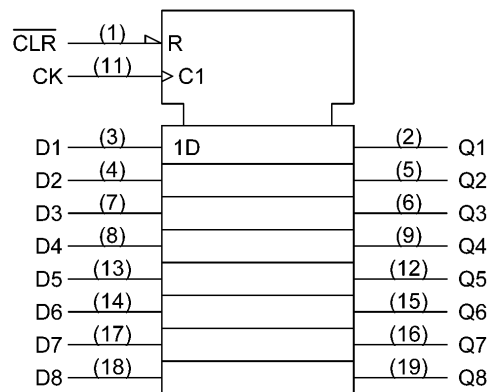 CLR (1) R
CK (11) C1
D1 (3) 1D (2) Q1
D2 (4) (5) Q2
D3 (7) (6) Q3
D4 (8) (9) Q4
D5 (13) (12) Q5
D6 (14) (15) Q6
D7 (17) (16) Q7
D8 (18) (19) Q8